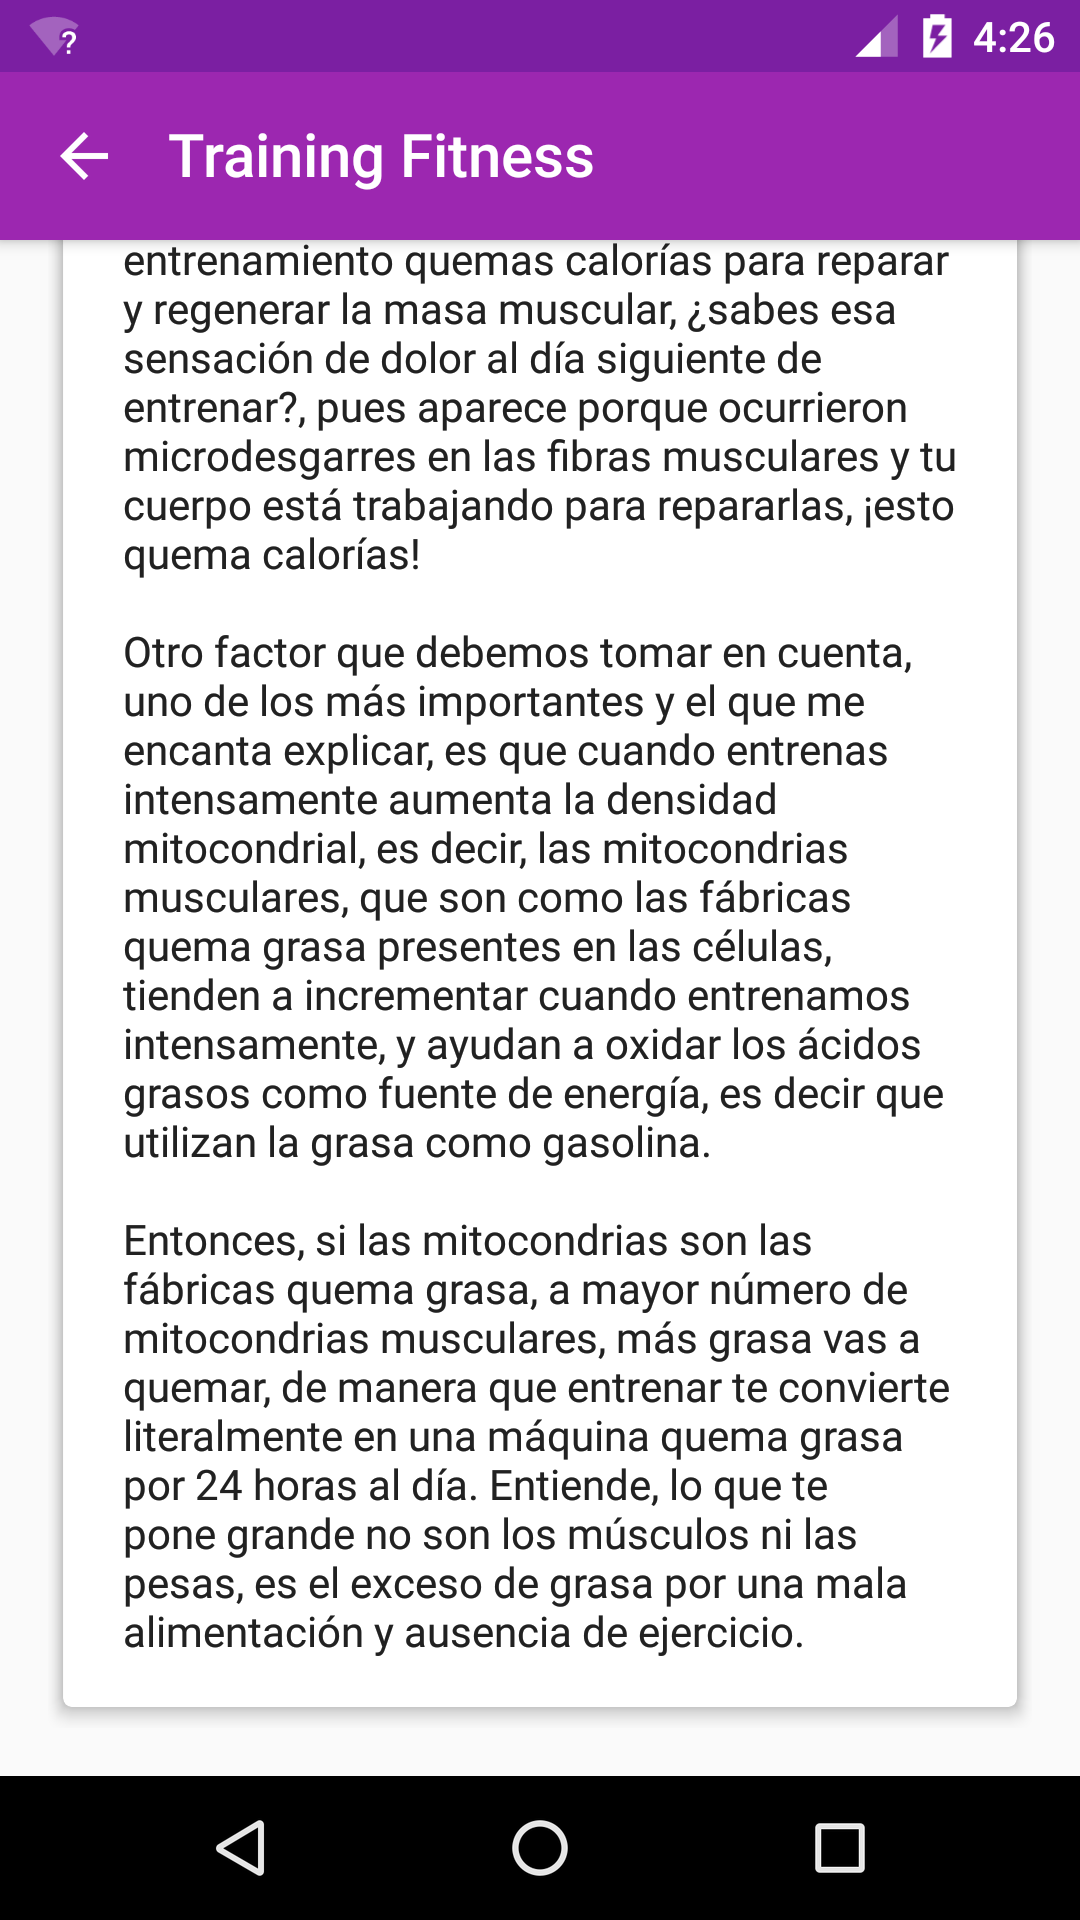 ?
4:26
Training Fitness
entrenamiento quemas calorías para reparar
y regenerar la masa muscular, ¿sabes esa
sensación de dolor al día siguiente de
entrenar?, pues aparece porque ocurrieron
microdesgarres en las fibras musculares y tu
cuerpo está trabajando para repararlas, ¡esto
quema calorías!
Otro factor que debemos tomar en cuenta,
uno de los más importantes y el que me
encanta explicar, es que cuando entrenas
intensamente aumenta la densidad
mitocondrial, es decir, las mitocondrias
musculares, que son como las fábricas
quema grasa presentes en las células,
tienden a incrementar cuando entrenamos
intensamente, y ayudan a oxidar los ácidos
grasos como fuente de energía, es decir que
utilizan la grasa como gasolina.
Entonces, si las mitocondrias son las
fábricas quema grasa, a mayor número de
mitocondrias musculares, más grasa vas a
quemar, de manera que entrenar te convierte
literalmente en una máquina quema grasa
por 24 horas al día. Entiende, lo que te
pone grande no son los músculos ni las
pesas, es el exceso de grasa por una mala
alimentación y ausencia de ejercicio.